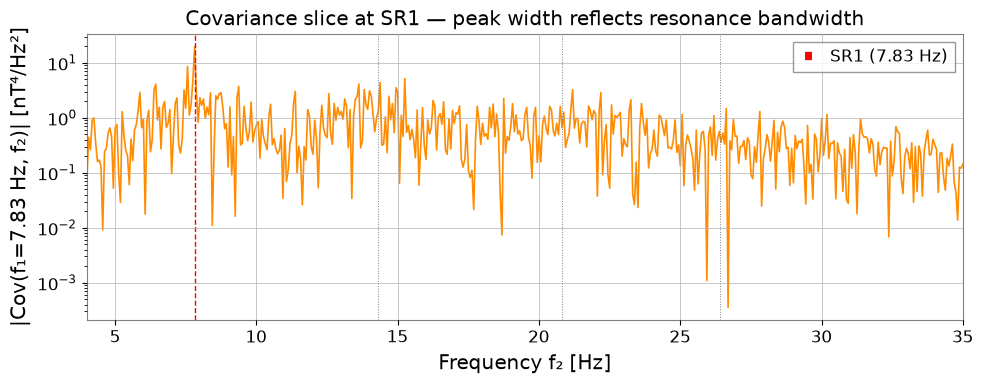 Covariance slice at SR1 — peak width reflects resonance bandwidth
|Cov(f₁=7.83 Hz, f₂)| [nT⁴/Hz²]
10¹
10⁰
10⁻¹
10⁻²
10⁻³
SR1 (7.83 Hz)
5 10 15 20 25 30 35
Frequency f₂ [Hz]